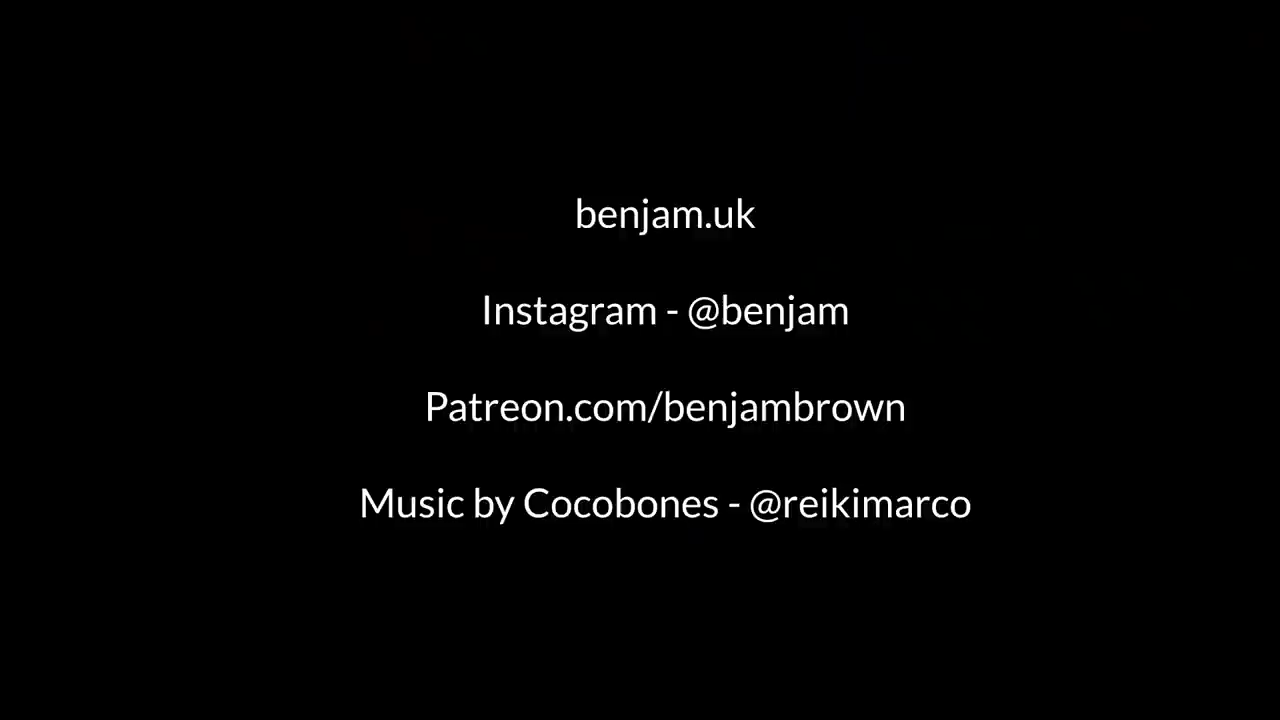 benjam.uk
Instagram - @benjam
Patreon.com/benjambrown
Music by Cocobones - @reikimarco